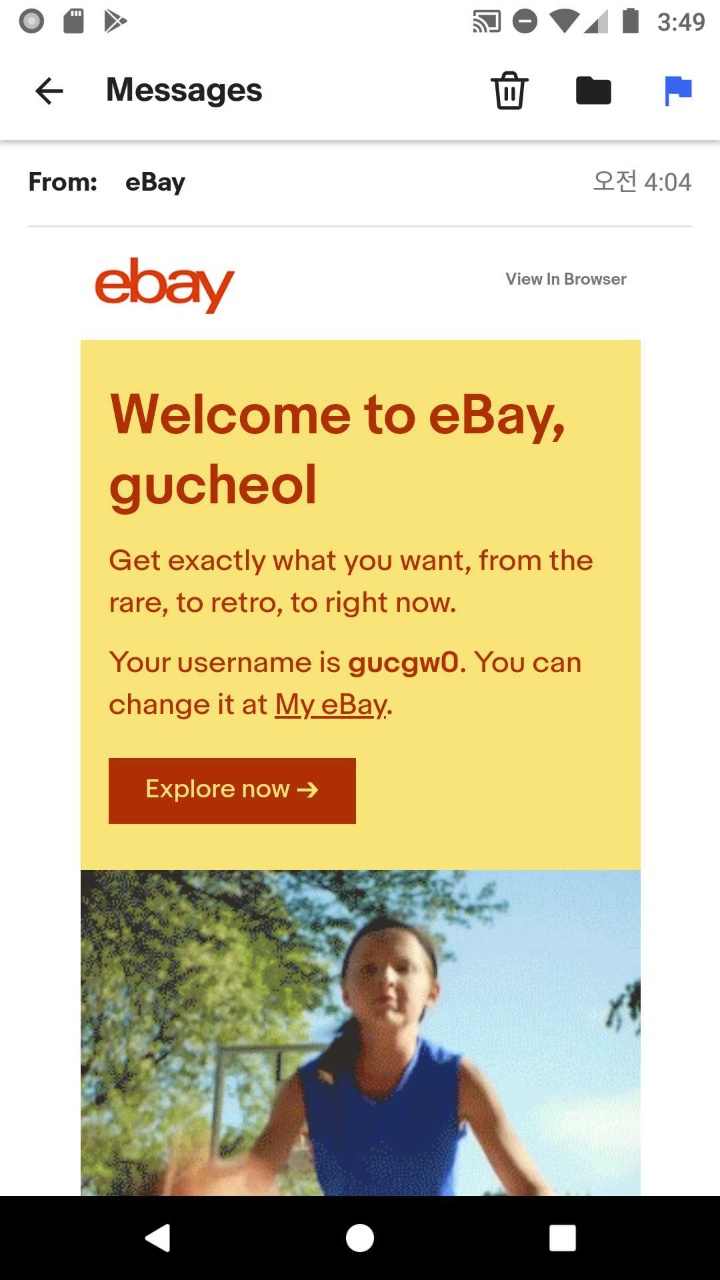 3:49
Messages
From: eBay 오전 4:04
ebay View In Browser
Welcome to eBay,
gucheol
Get exactly what you want, from the
rare, to retro, to right now.
Your username is gucgw0. You can
change it at My eBay.
Explore now →